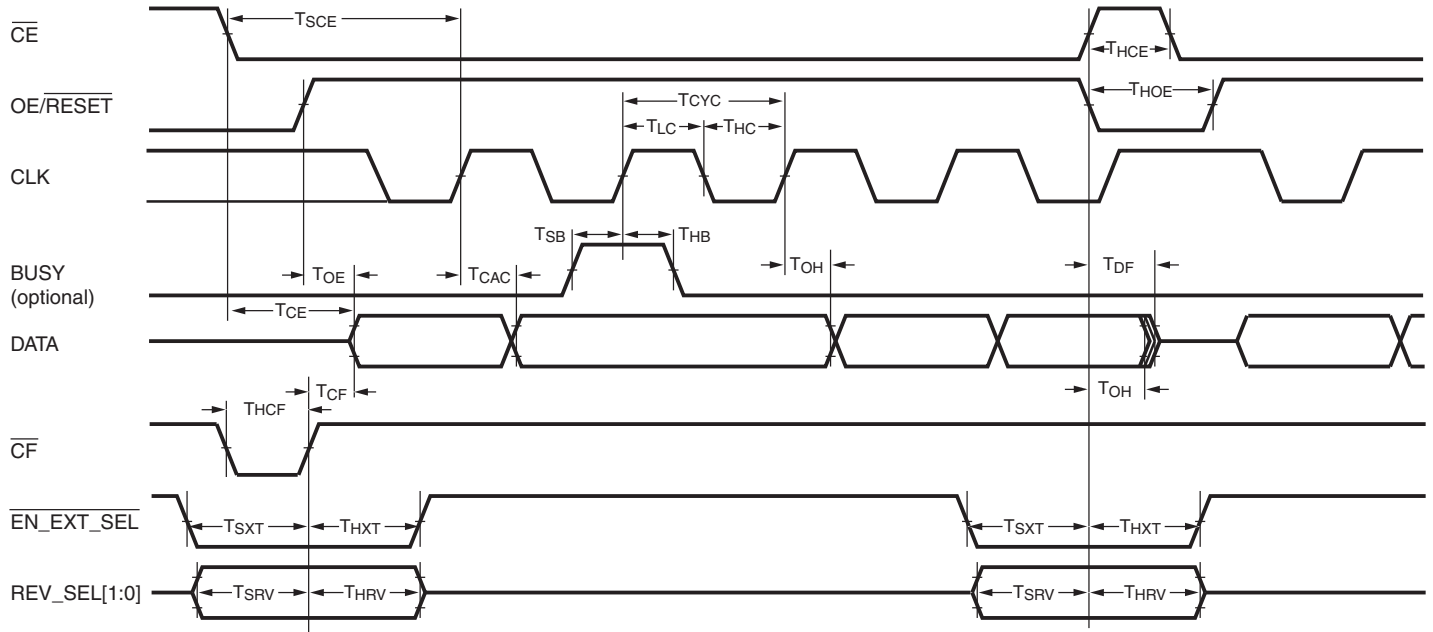 CE
TSCE
THCE
OE/RESET
THOE
TCYC
TLC
THC
CLK
TSB
THB
BUSY
(optional)
TOE
TCAC
TOH
TDF
TCE
DATA
TCF
TOH
THCF
CF
EN_EXT_SEL
TSXT
THXT
TSXT
THXT
REV_SEL[1:0]
TSRV
THRV
TSRV
THRV